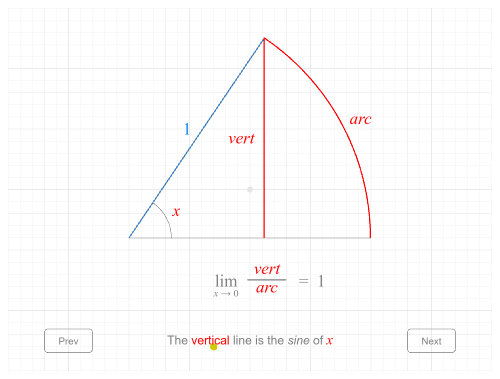 1
vert
arc
x
lim x → 0 vert / arc = 1
Prev
The vertical line is the sine of x
Next